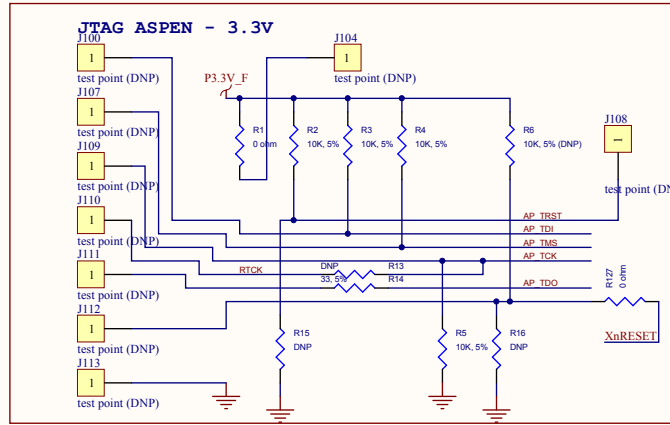 JTAG ASPEN - 3.3V
J100
1
test point (DNP)
J104
1
test point (DNP)
P3.3V_F
J107
1
test point (DNP)
R1
0 ohm
R2
10K, 5%
R3
10K, 5%
R4
10K, 5%
R6
10K, 5% (DNP)
J108
1
test point (DN
J109
1
test point (DNP)
J110
1
test point (DNP)
AP_TRST
AP_TDI
AP_TMS
AP_TCK
RTCK
DNP
R13
33, 5%
R14
AP_TDO
R127
0 ohm
J111
1
test point (DNP)
J112
1
test point (DNP)
R15
DNP
R5
10K, 5%
R16
DNP
XnRESET
J113
1
test point (DNP)